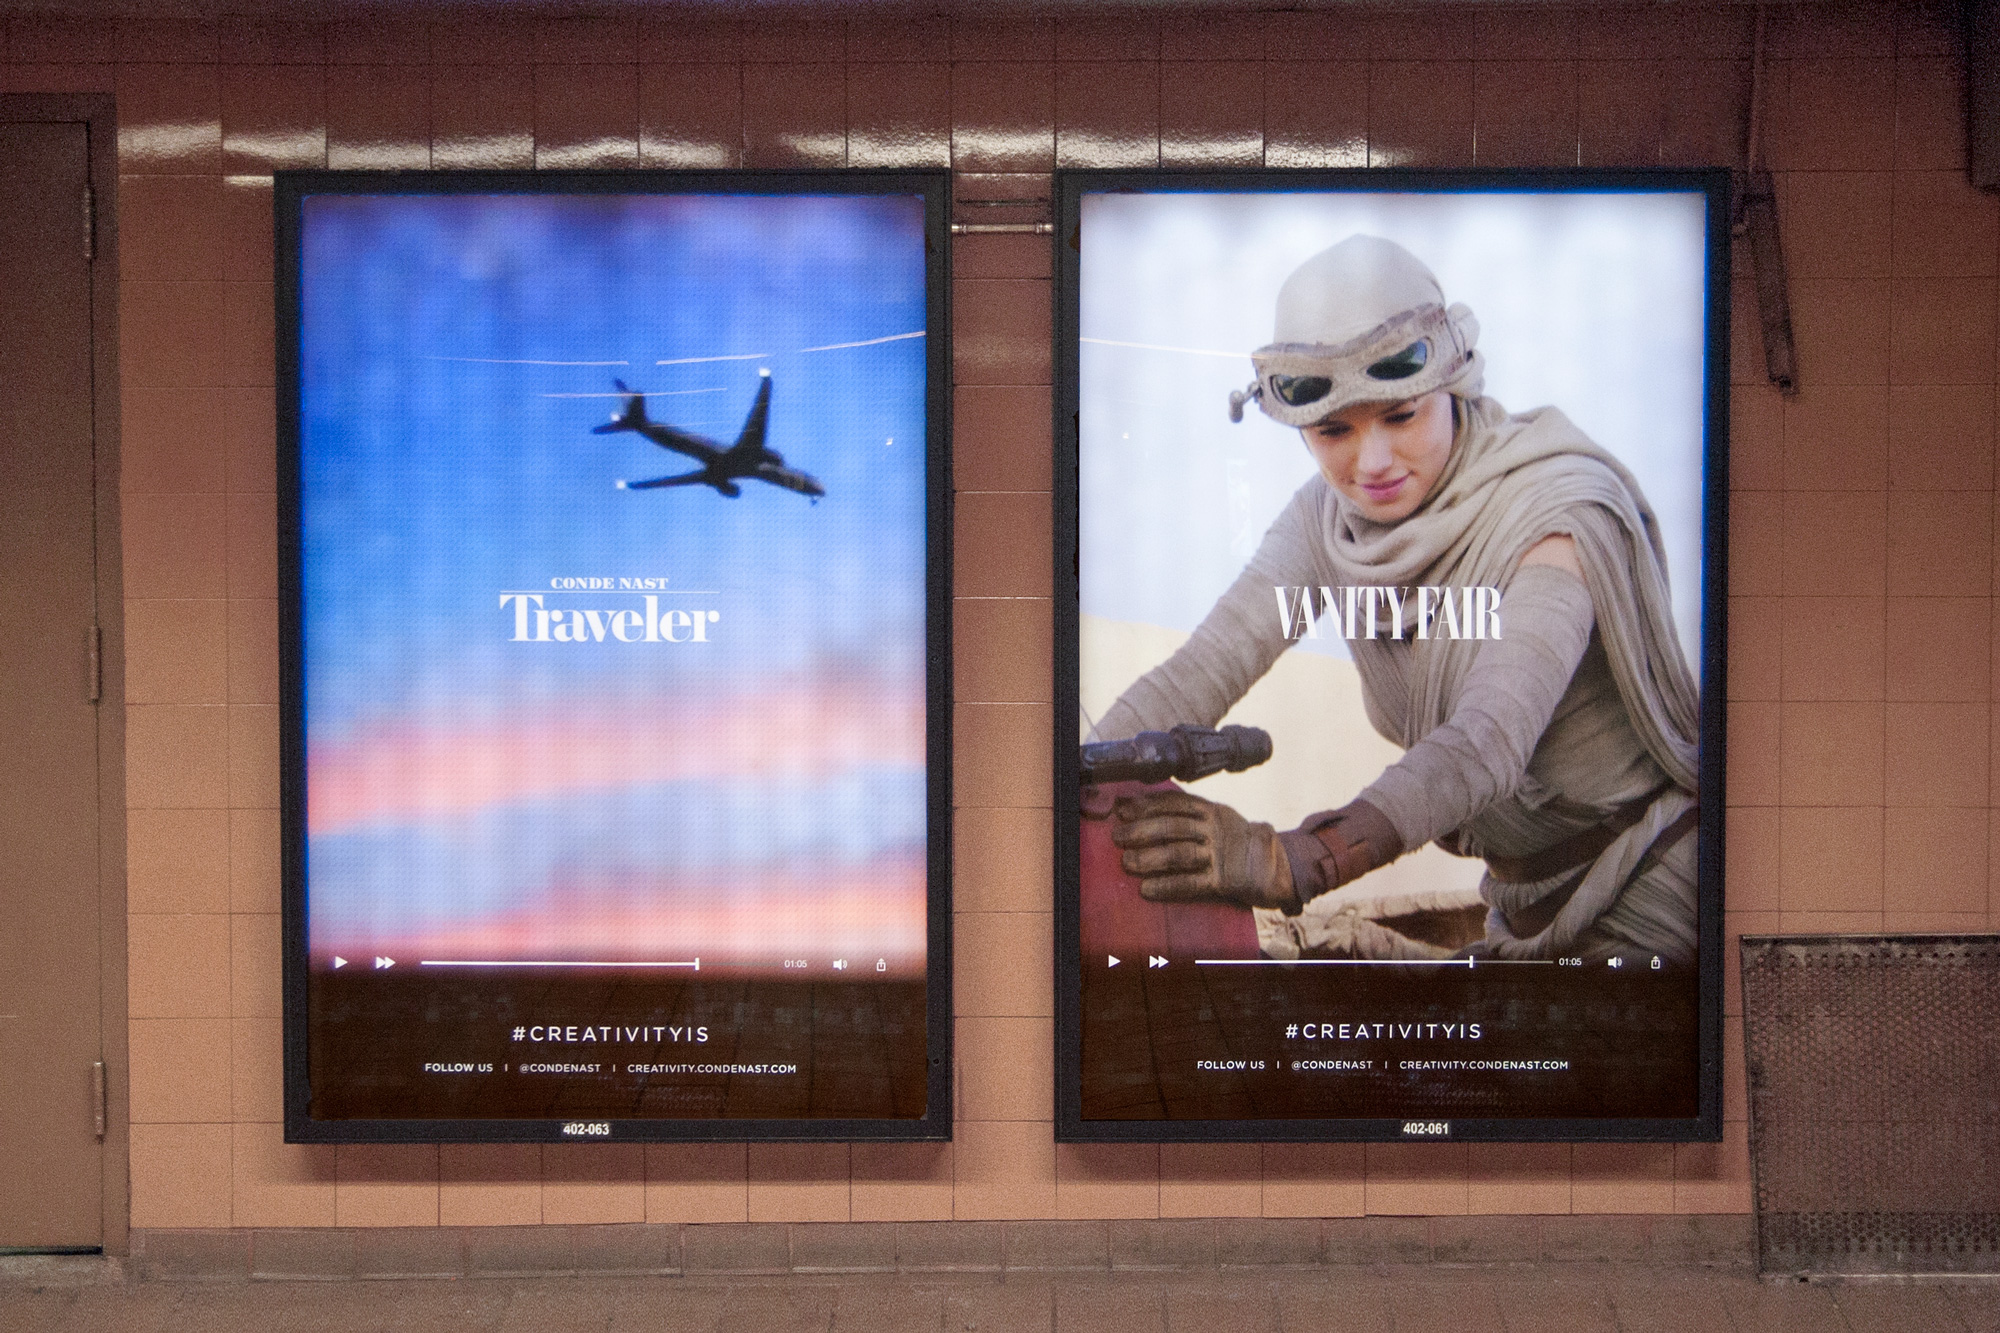 CONDE NAST
Traveler
01:05
#CREATIVITYIS
FOLLOW US | @CONDENAST | CREATIVITY.CONDENAST.COM
402-063
VANITY FAIR
01:05
#CREATIVITYIS
FOLLOW US | @CONDENAST | CREATIVITY.CONDENAST.COM
402-061